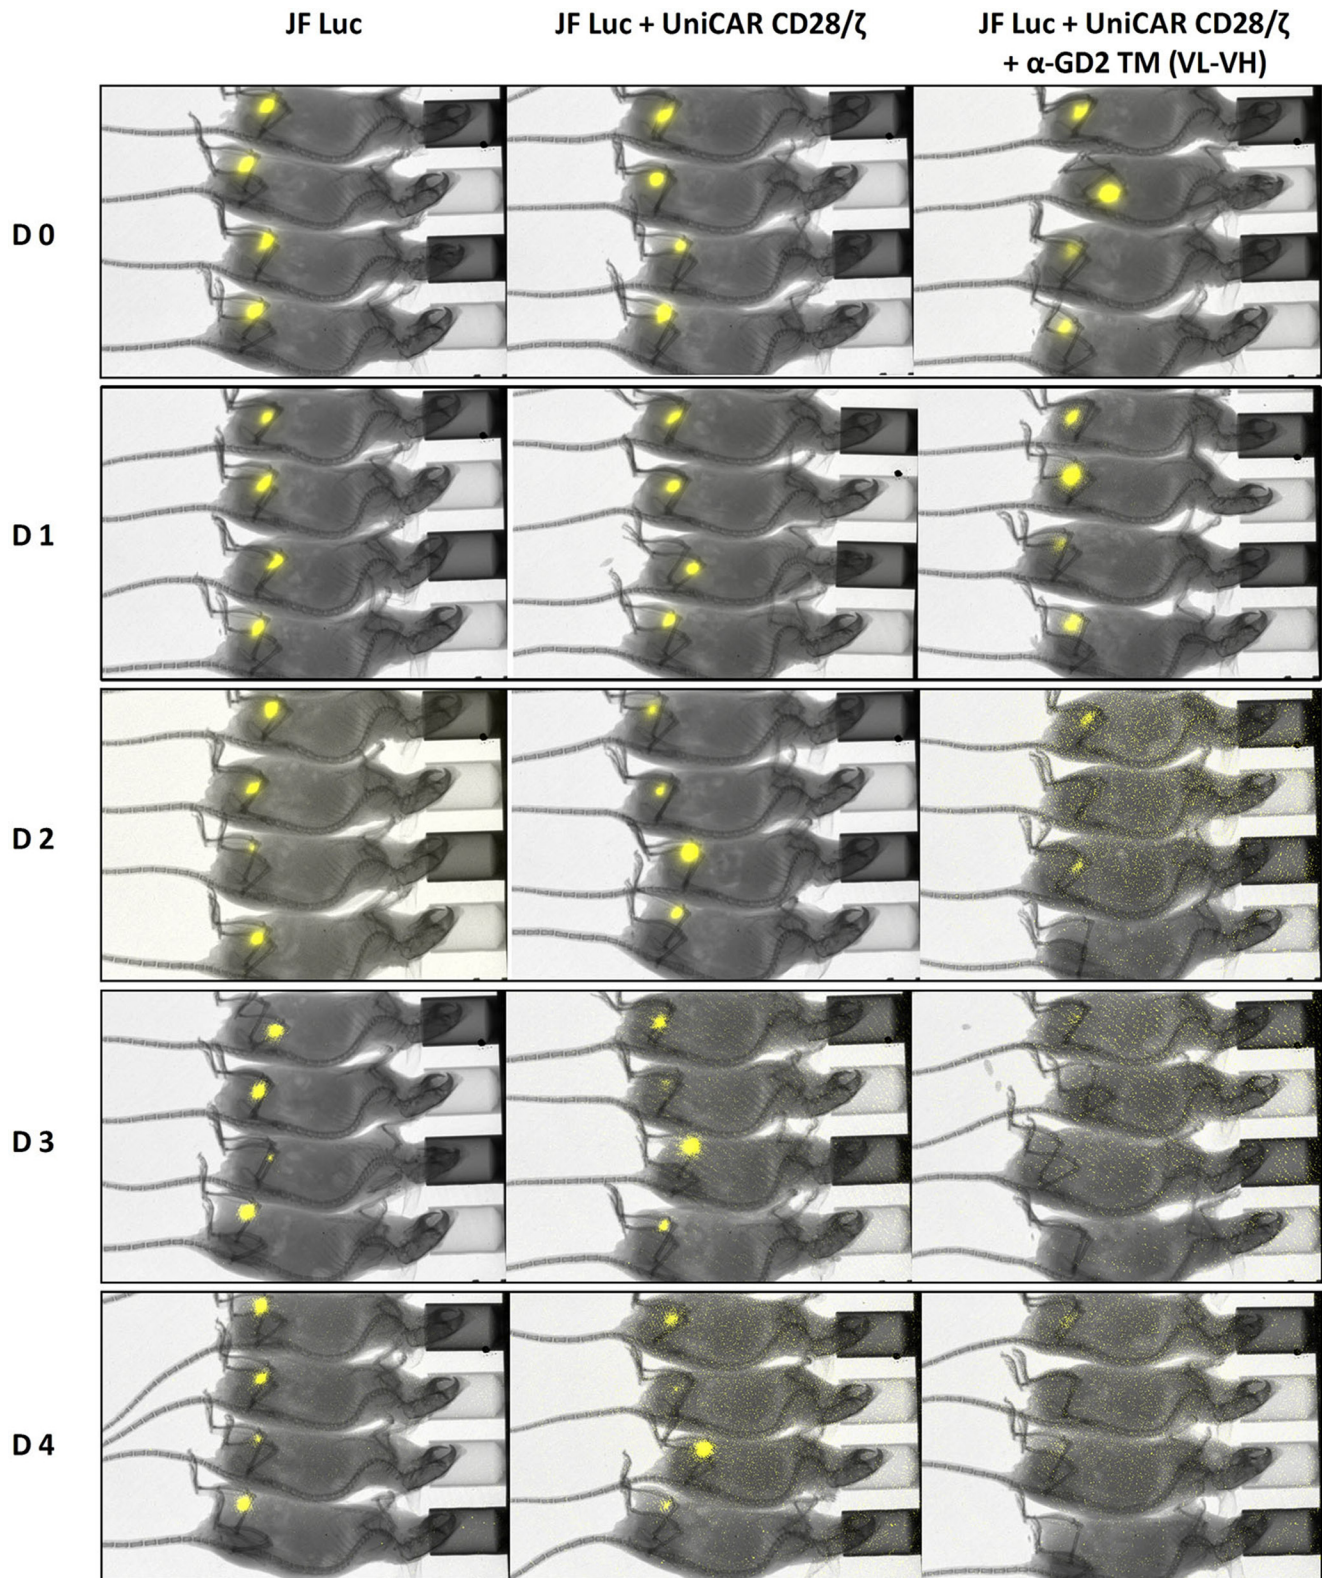 JF Luc
JF Luc + UniCAR CD28/ζ
JF Luc + UniCAR CD28/ζ
+ α-GD2 TM (VL-VH)
D 0
D 1
D 2
D 3
D 4